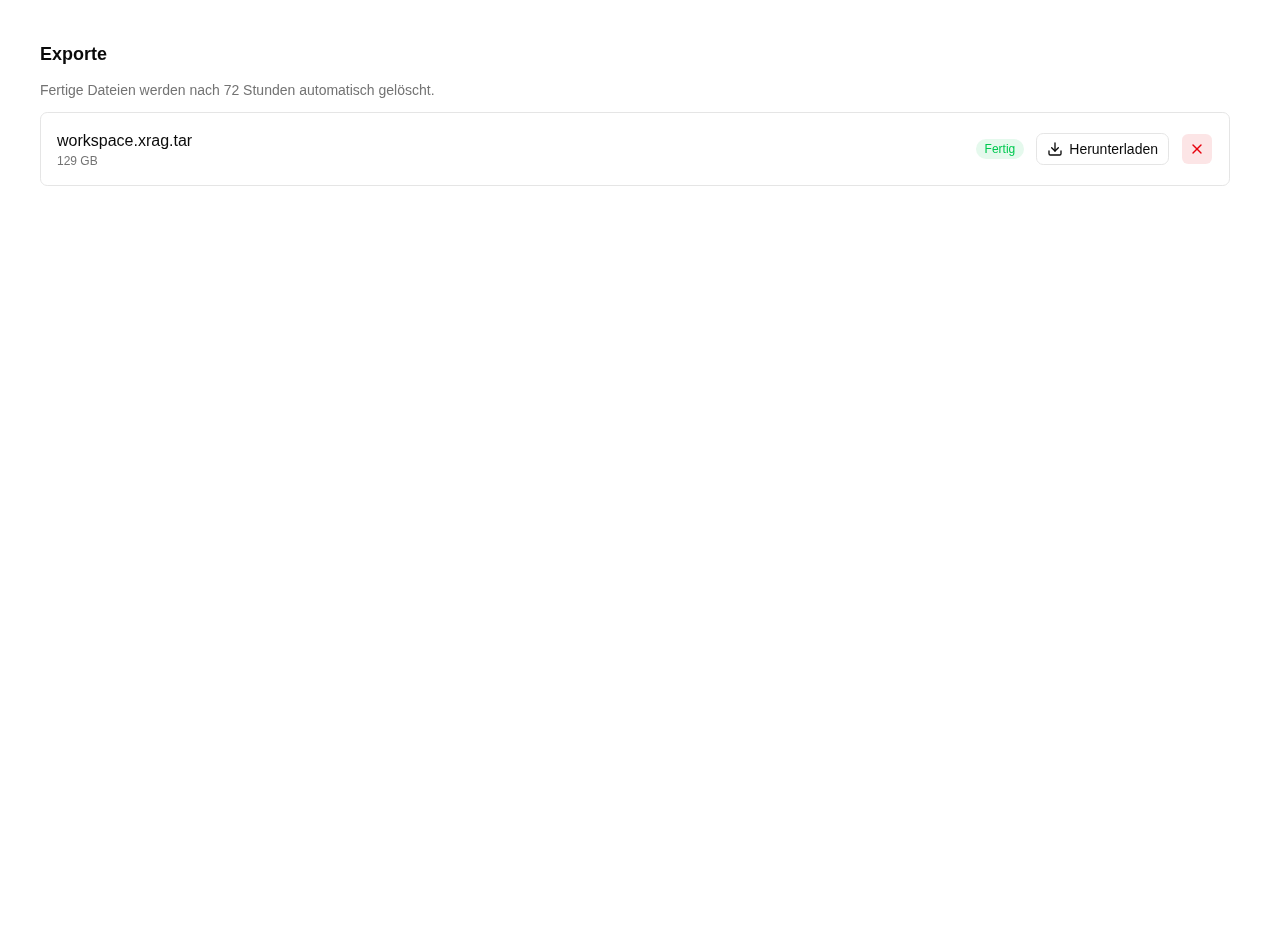 Exporte
Fertige Dateien werden nach 72 Stunden automatisch gelöscht.
workspace.xrag.tar
129 GB
Fertig
Herunterladen